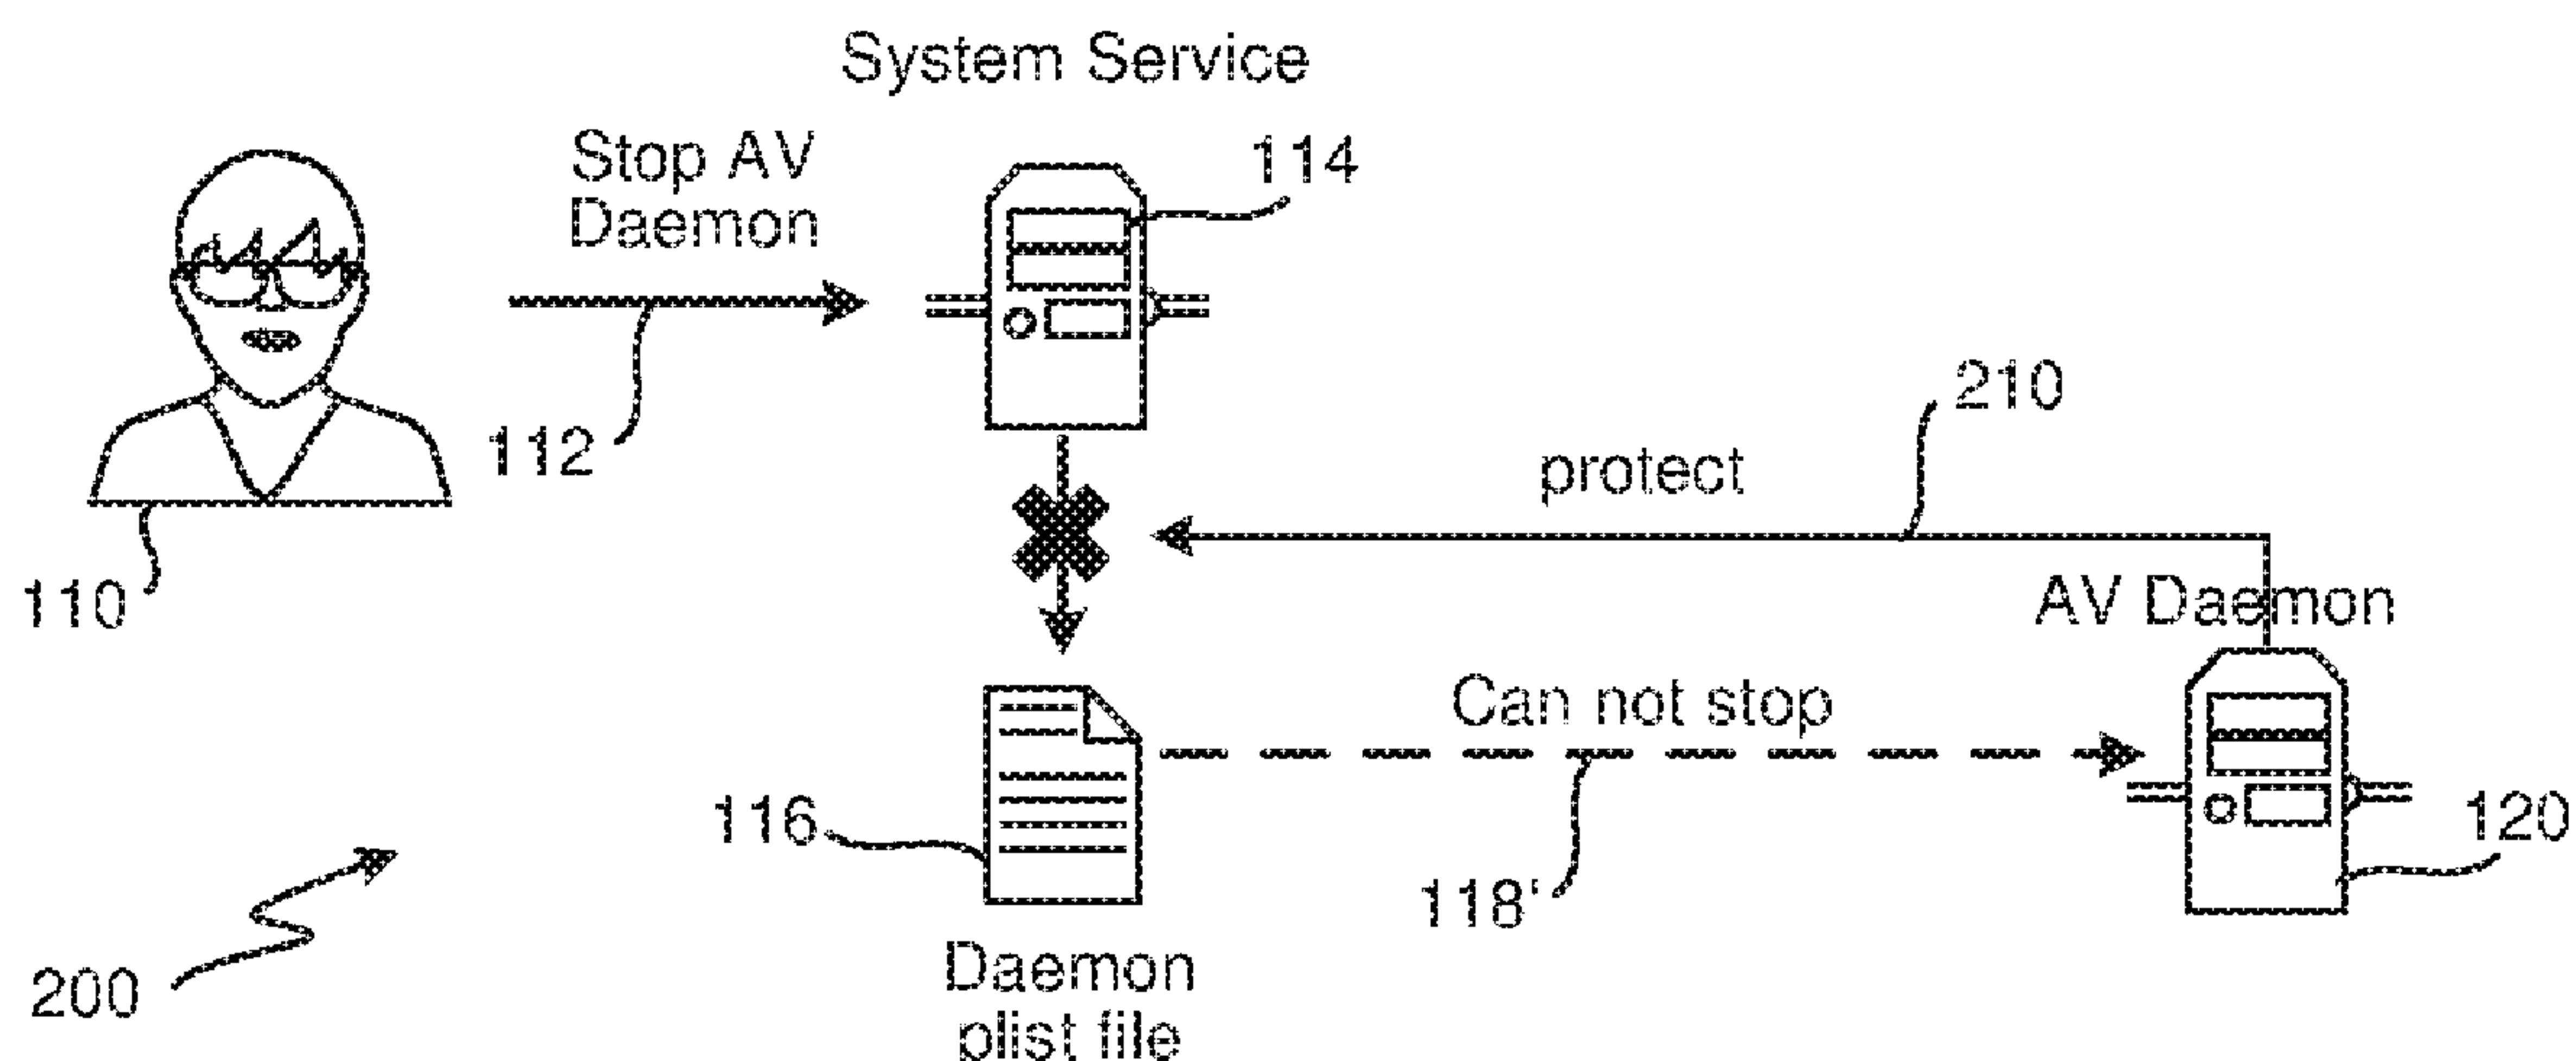 System Service
Stop AV
Daemon
114
112
210
protect
110
AV Daemon
Can not stop
116
120
118'
200
Daemon
plist file